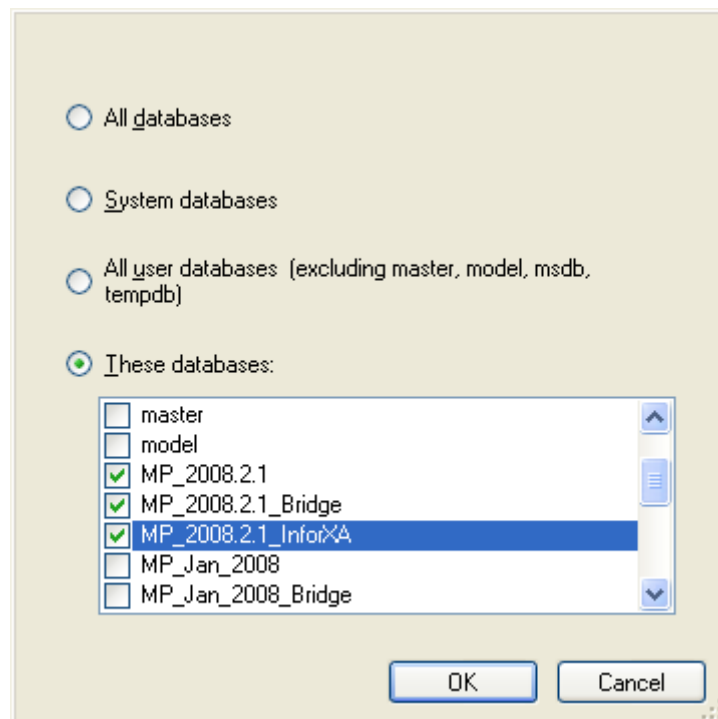 All databases
System databases
All user databases (excluding master, model, msdb,
tempdb)
These databases:
master
model
MP_2008.2.1
MP_2008.2.1_Bridge
MP_2008.2.1_InforXA
MP_Jan_2008
MP_Jan_2008_Bridge
OK
Cancel